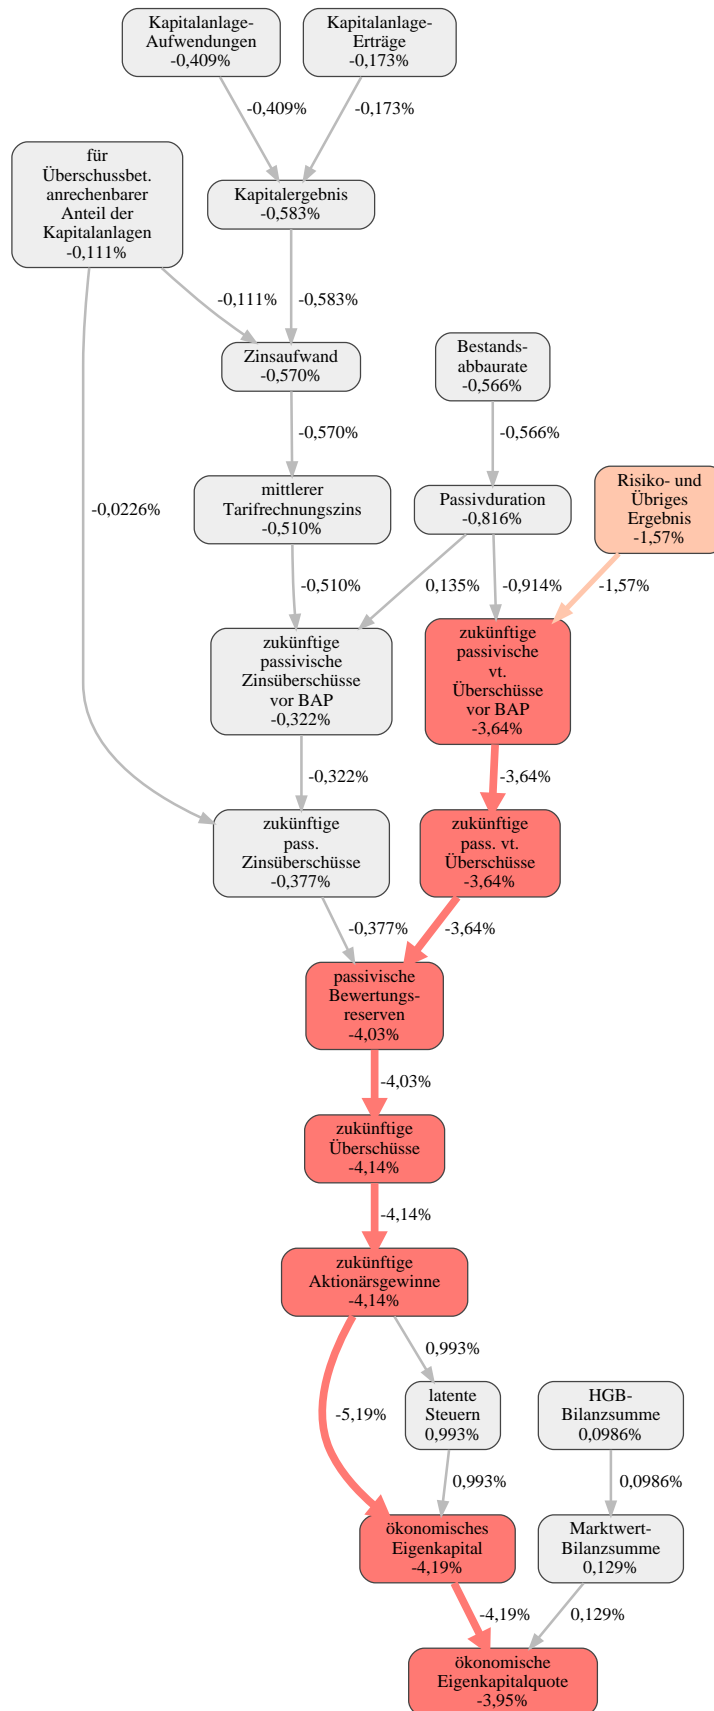 Kapitalanlage-
Aufwendungen
-0,409%
Kapitalanlage-
Erträge
-0,173%
-0,409%
-0,173%
für
Überschussbet.
anrechenbarer
Anteil der
Kapitalanlagen
-0,111%
Kapitalergebnis
-0,583%
-0,111%
-0,583%
Zinsaufwand
-0,570%
Bestands-
abbaurate
-0,566%
-0,570%
-0,566%
-0,0226%
mittlerer
Tarifrechnungszins
-0,510%
Passivduration
-0,816%
Risiko- und
Übriges
Ergebnis
-1,57%
-0,510%
0,135%
-0,914%
-1,57%
zukünftige
passivische
Zinsüberschüsse
vor BAP
-0,322%
zukünftige
passivische
vt.
Überschüsse
vor BAP
-3,64%
-0,322%
-3,64%
zukünftige
pass.
Zinsüberschüsse
-0,377%
zukünftige
pass. vt.
Überschüsse
-3,64%
-0,377%
-3,64%
passivische
Bewertungs-
reserven
-4,03%
-4,03%
zukünftige
Überschüsse
-4,14%
-4,14%
zukünftige
Aktionärsgewinne
-4,14%
0,993%
-5,19%
latente
Steuern
0,993%
HGB-
Bilanzsumme
0,0986%
0,993%
0,0986%
ökonomisches
Eigenkapital
-4,19%
Marktwert-
Bilanzsumme
0,129%
-4,19%
0,129%
ökonomische
Eigenkapitalquote
-3,95%